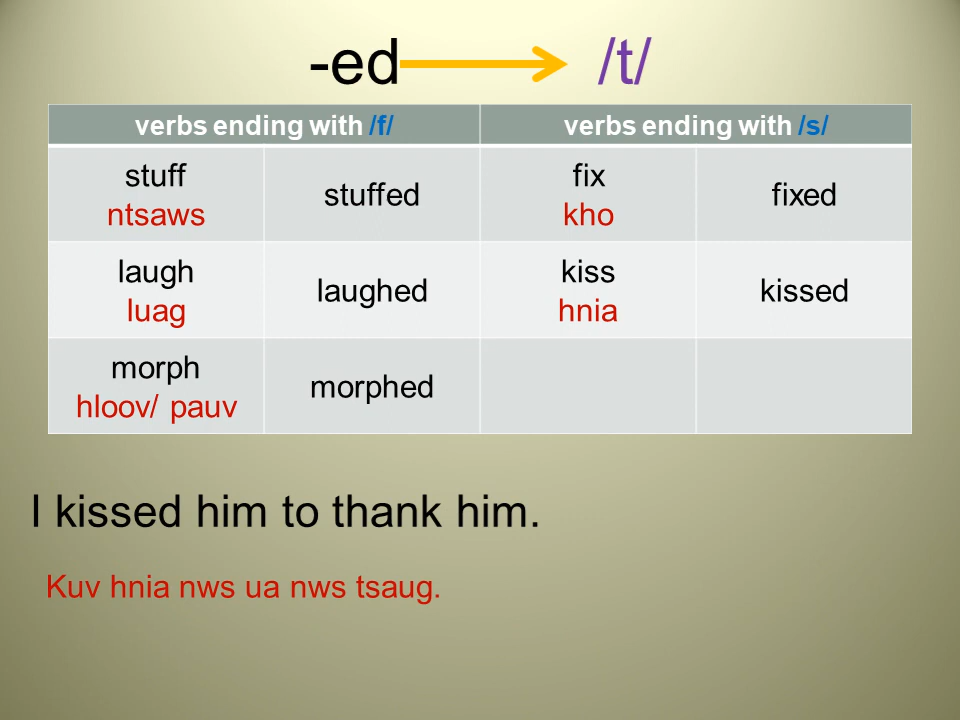 -ed /t/
verbs ending with /f/ verbs ending with /s/
stuff
ntsaws
stuffed
fix
kho
fixed
laugh
luag
laughed
kiss
hnia
kissed
morph
hloov/ pauv
morphed
I kissed him to thank him.
Kuv hnia nws ua nws tsaug.